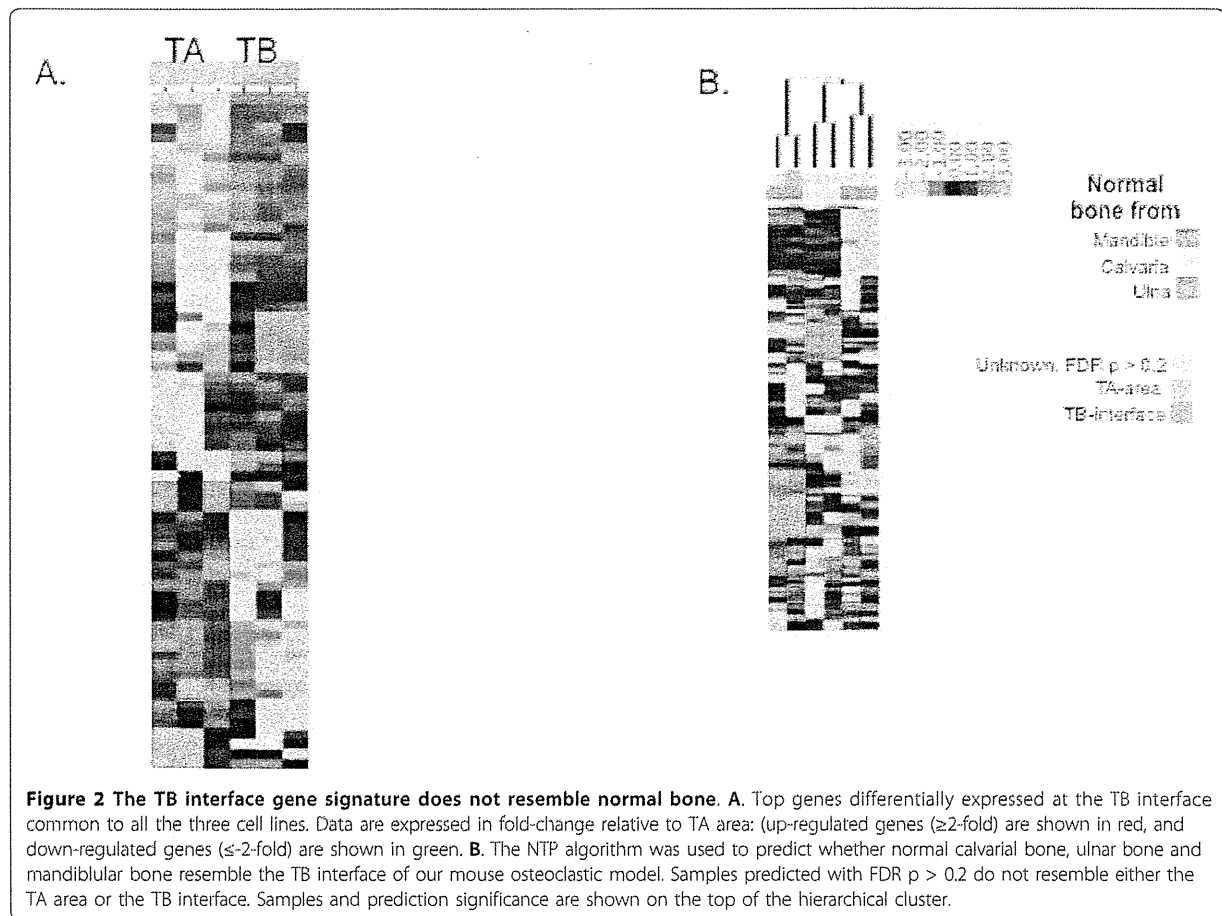 A.
TA TB
B.
Normal
bone from
Mandible
Calvaria
Ulna
Unknown, FDR p > 0.2
TA-area
TB-interface
Figure 2 The TB interface gene signature does not resemble normal bone. A. Top genes differentially expressed at the TB interface
common to all the three cell lines. Data are expressed in fold-change relative to TA area: (up-regulated genes (≥2-fold) are shown in red, and
down-regulated genes (≤-2-fold) are shown in green. B. The NTP algorithm was used to predict whether normal calvarial bone, ulnar bone and
mandiblular bone resemble the TB interface of our mouse osteoclastic model. Samples predicted with FDR p > 0.2 do not resemble either the
TA area or the TB interface. Samples and prediction significance are shown on the top of the hierarchical cluster.